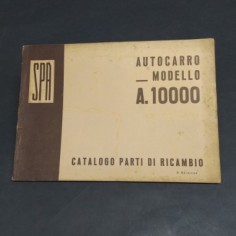 SPA
AUTOCARRO
— MODELLO
A.10000
CATALOGO PARTI DI RICAMBIO